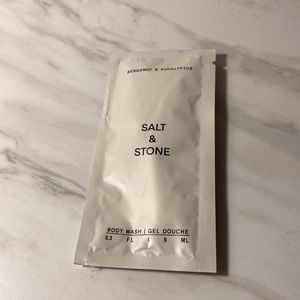 BERGAMOT & EUCALYPTUS
SALT
&
STONE
BODY WASH | GEL DOUCHE
0.3 FL | 9 ML